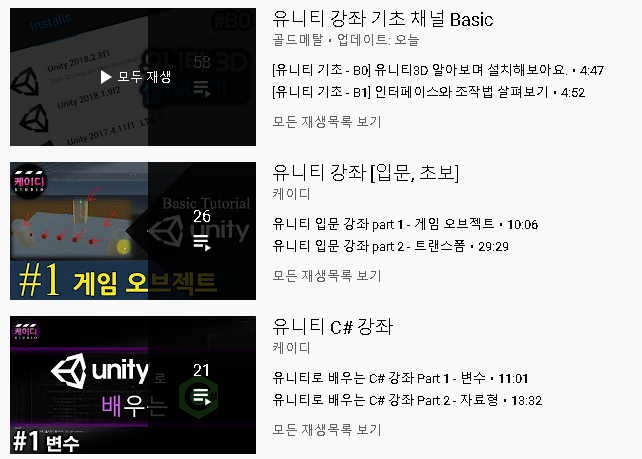 Installs
#B0
Unity 2018.2.8f1
Unity 2018.1.9f2
Unity 2017.4.11f1
유니티3D
58
▶ 모두 재생
유니티 강좌 기초 채널 Basic
골드메탈 • 업데이트: 오늘
[유니티 기초 - B0] 유니티3D 알아보며 설치해보아요. • 4:47
[유니티 기초 - B1] 인터페이스와 조작법 살펴보기 • 4:52
모든 재생목록 보기
케이디
STUDIO
Basic Tutorial
unity
26
#1 게임 오브젝트
유니티 강좌 [입문, 초보]
케이디
유니티 입문 강좌 part 1 - 게임 오브젝트 • 10:06
유니티 입문 강좌 part 2 - 트랜스폼 • 29:29
모든 재생목록 보기
케이디
STUDIO
unity로
배우는
21
#1 변수
유니티 C# 강좌
케이디
유니티로 배우는 C# 강좌 Part 1 - 변수 • 11:01
유니티로 배우는 C# 강좌 Part 2 - 자료형 • 13:32
모든 재생목록 보기